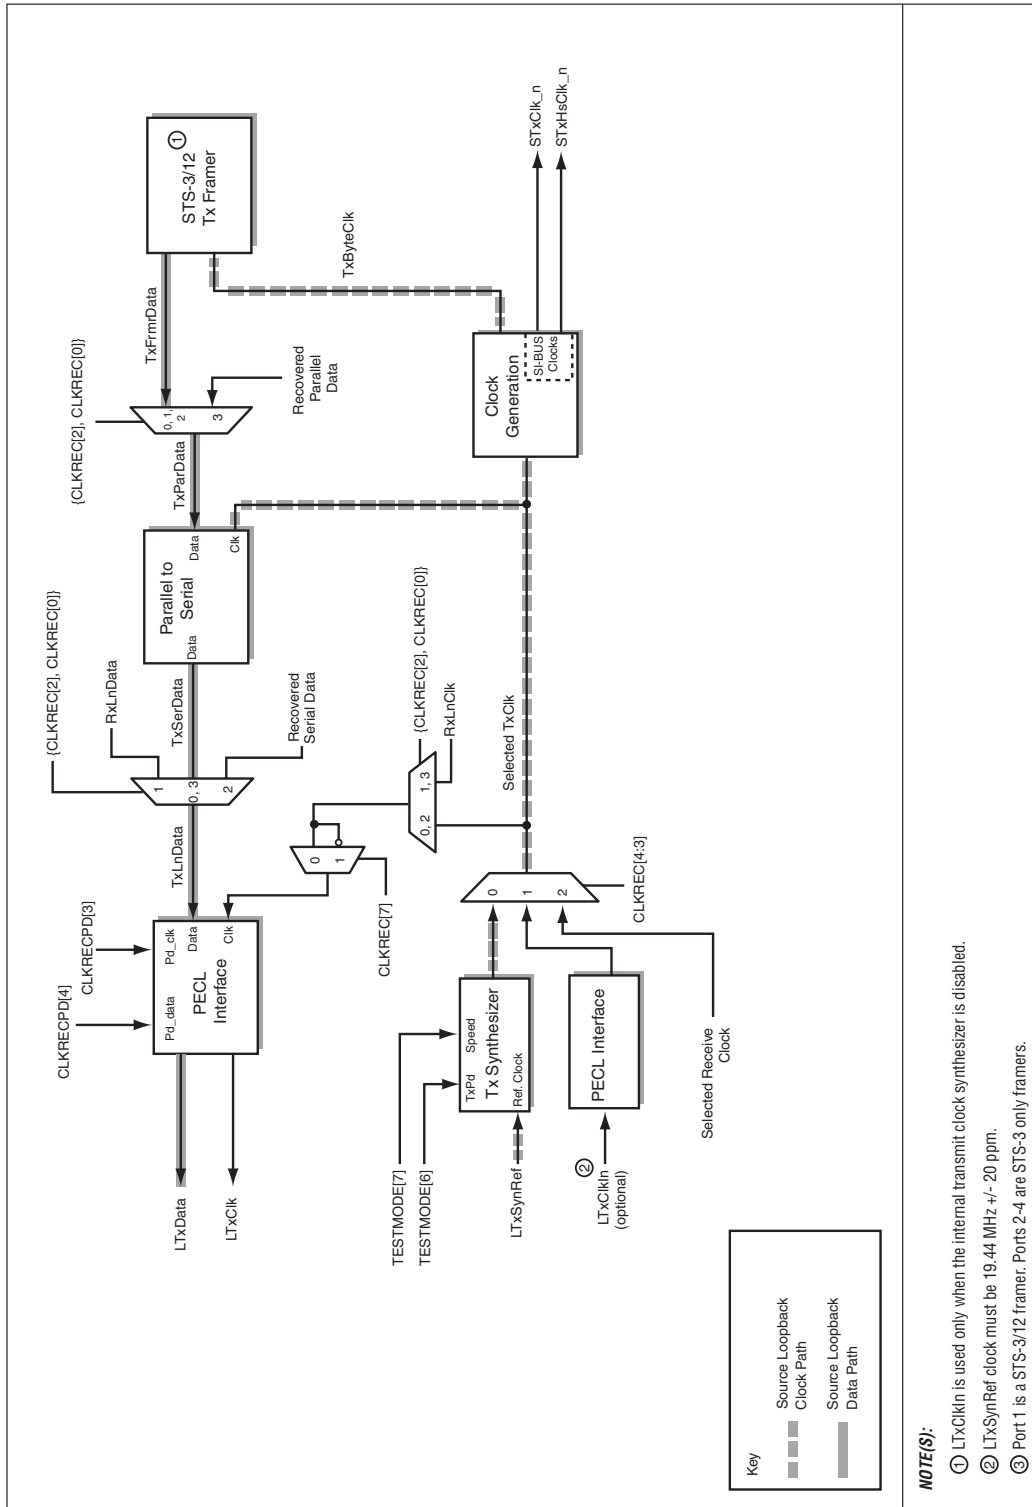 LTxData
LTxClk
CLKRECPD[4]
CLKRECPD[3]
Pd_data
Pd_clk
PECL
Interface
Data
Clk
TxLnData
{CLKREC[2], CLKREC[0]}
RxLnData
1
0, 3
2
Recovered
Serial Data
TxSerData
Data
Parallel to
Serial
Data
Clk
TxParData
{CLKREC[2], CLKREC[0]}
0, 1,
2
3
Recovered
Parallel
Data
TxFrmrData
STS-3/12
Tx Framer
1
TxByteClk
CLKREC[7]
0
1
0, 2
1, 3
{CLKREC[2], CLKREC[0]}
RxLnClk
TESTMODE[7]
TESTMODE[6]
LTxSynRef
TxPd
Speed
Tx Synthesizer
Ref. Clock
2
LTxClkIn
(optional)
PECL Interface
Selected Receive
Clock
0
1
2
CLKREC[4:3]
Selected TxClk
Clock
Generation
SI-BUS
Clocks
STxClk_n
STxHsClk_n
Key
Source Loopback
Clock Path
Source Loopback
Data Path
NOTE(S):
1 LTxClkIn is used only when the internal transmit clock synthesizer is disabled.
2 LTxSynRef clock must be 19.44 MHz +/- 20 ppm.
3 Port 1 is a STS-3/12 framer. Ports 2-4 are STS-3 only framers.